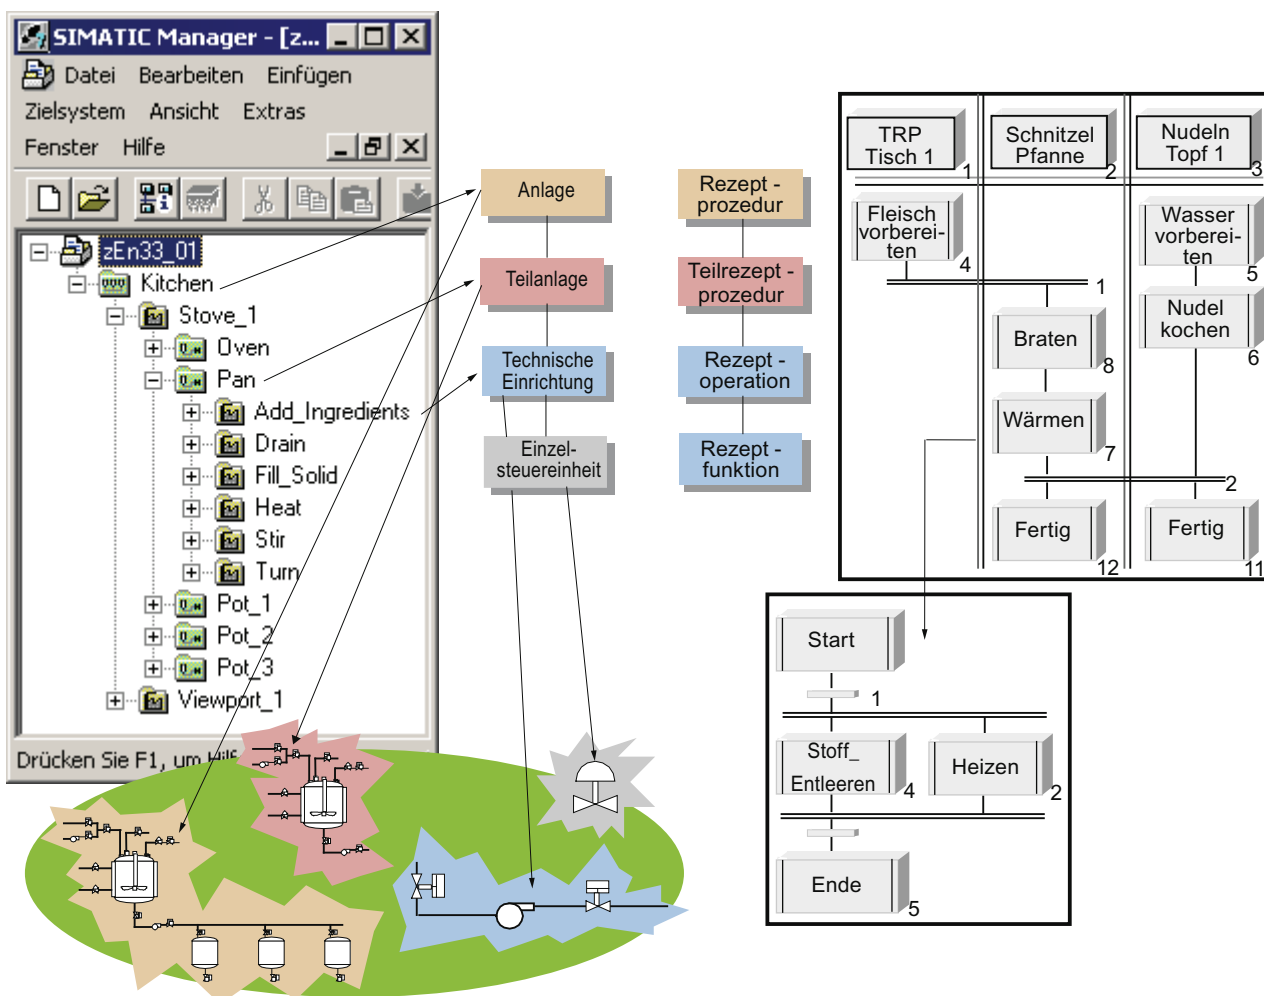 SIMATIC Manager - [z...
Datei Bearbeiten Einfügen
Zielsystem Ansicht Extras
Fenster Hilfe
zEn33_01
Kitchen
Stove_1
Oven
Pan
Add_Ingredients
Drain
Fill_Solid
Heat
Stir
Turn
Pot_1
Pot_2
Pot_3
Viewport_1
Drücken Sie F1, um Hilf
Anlage
Teilanlage
Technische
Einrichtung
Einzel-
steuereinheit
Rezept -
prozedur
Teilrezept -
prozedur
Rezept -
operation
Rezept -
funktion
TRP
Tisch 1
1
Schnitzel
Pfanne
2
Nudeln
Topf 1
3
Fleisch
vorberei-
ten
4
Wasser
vorberei-
ten
5
1
Braten
8
Nudel
kochen
6
Wärmen
7
2
Fertig
12
Fertig
11
Start
1
Stoff_
Entleeren
4
Heizen
2
Ende
5